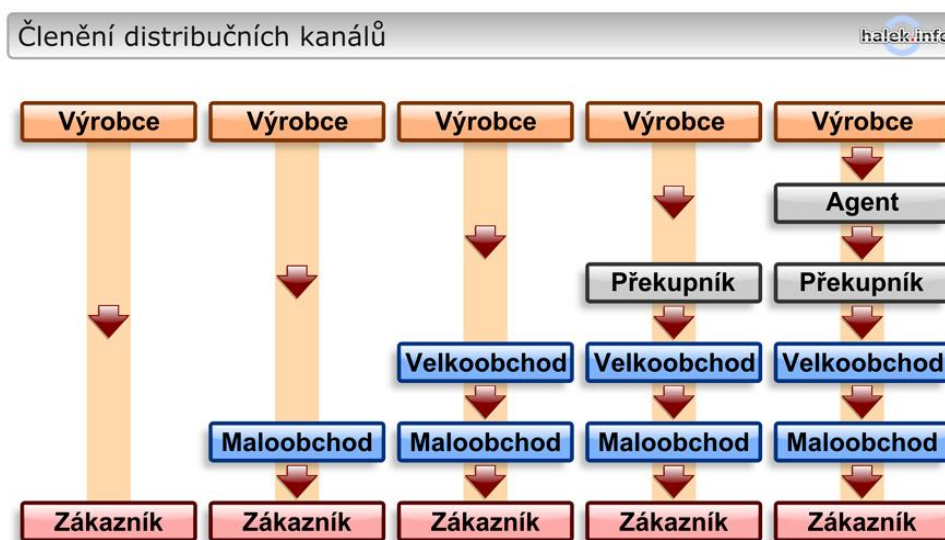 Členění distribučních kanálů
halek.info
Výrobce Výrobce Výrobce Výrobce Výrobce
Agent
Překupník Překupník
Velkoobchod Velkoobchod Velkoobchod
Maloobchod Maloobchod Maloobchod Maloobchod
Zákazník Zákazník Zákazník Zákazník Zákazník